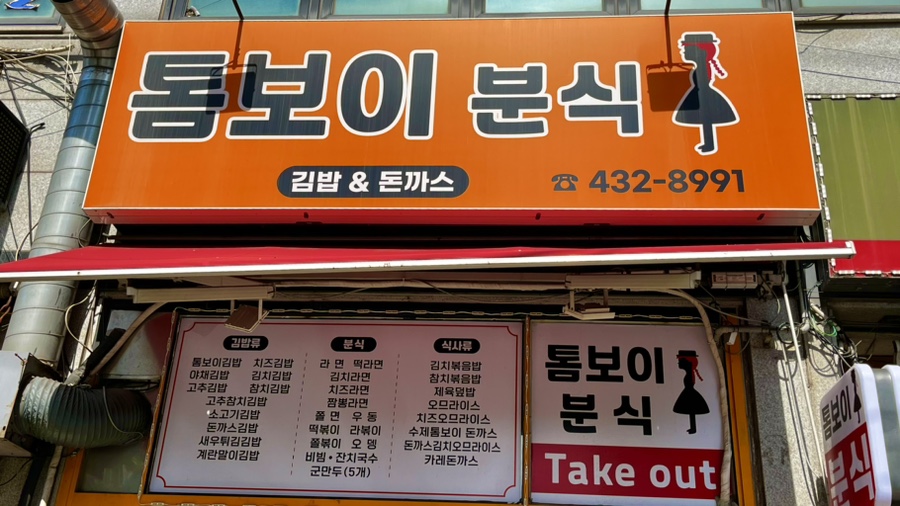 톰보이 분식
김밥 & 돈까스
☎ 432-8991
김밥류
톰보이김밥 치즈김밥
야채김밥 김치김밥
고추김밥 참치김밥
고추참치김밥
소고기김밥
돈까스김밥
새우튀김김밥
계란말이김밥
분식
라면 떡라면
김치라면
치즈라면
짬뽕라면
쫄면 우동
떡볶이 라볶이
쫄볶이 오뎅
비빔•잔치국수
군만두(5개)
식사류
김치볶음밥
참치볶음밥
제육덮밥
오므라이스
치즈오므라이스
수제톰보이 돈까스
돈까스김치오므라이스
카레돈까스
톰보이
분식
Take out
톰보이
분식